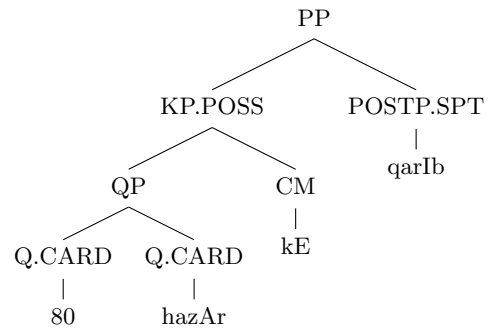 PP
KP.POSS POSTP.SPT
qarIb
QP CM
kE
Q.CARD Q.CARD
80 hazAr